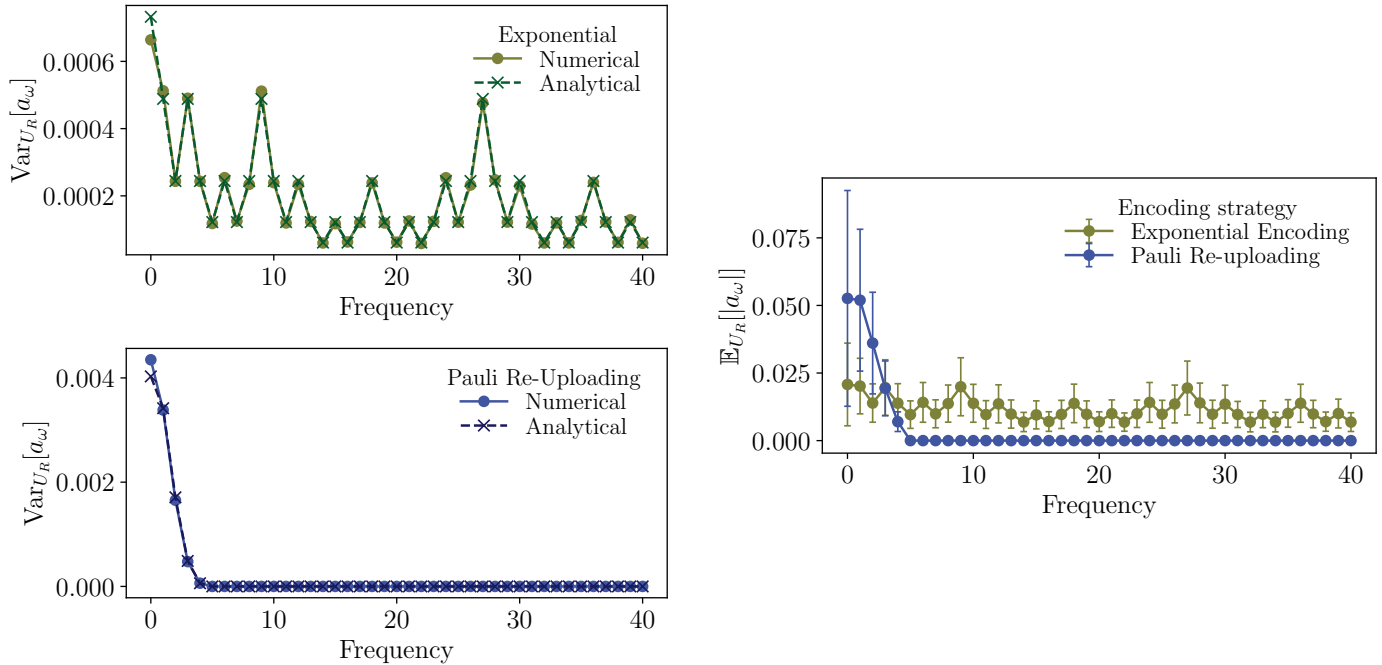 Var_{U_R}[a_ω]
0.0006
0.0004
0.0002
Exponential
Numerical
Analytical
0 10 20 30 40
Frequency
Var_{U_R}[a_ω]
0.004
0.002
0.000
Pauli Re-Uploading
Numerical
Analytical
0 10 20 30 40
Frequency
𝔼_{U_R}[|a_ω|]
0.075
0.050
0.025
0.000
Encoding strategy
Exponential Encoding
Pauli Re-uploading
0 10 20 30 40
Frequency